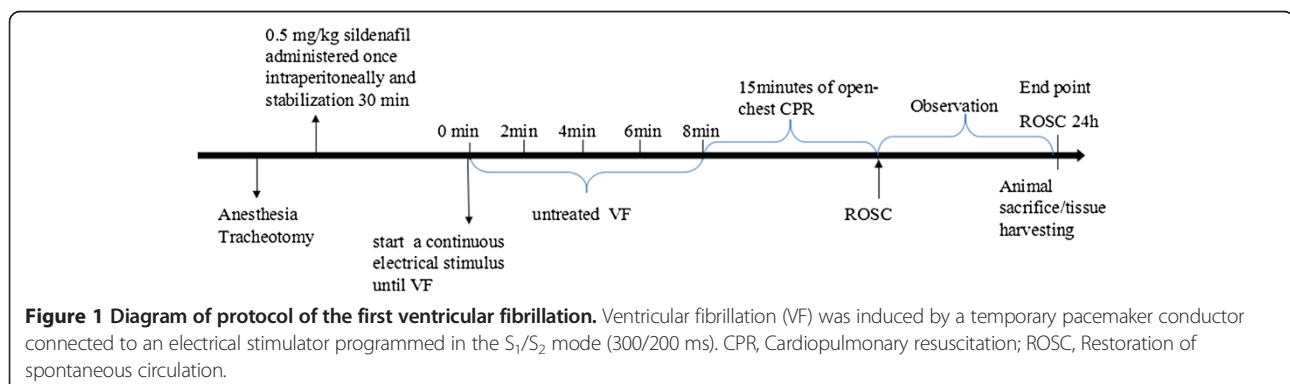 0.5 mg/kg sildenafil
administered once
intraperitoneally and
stabilization 30 min
0 min
2min
4min
6min
8min
15minutes of open-
chest CPR
Observation
End point
ROSC 24h
Anesthesia
Tracheotomy
start a continuous
electrical stimulus
until VF
untreated VF
ROSC
Animal
sacrifice/tissue
harvesting
Figure 1 Diagram of protocol of the first ventricular fibrillation. Ventricular fibrillation (VF) was induced by a temporary pacemaker conductor
connected to an electrical stimulator programmed in the S₁/S₂ mode (300/200 ms). CPR, Cardiopulmonary resuscitation; ROSC, Restoration of
spontaneous circulation.